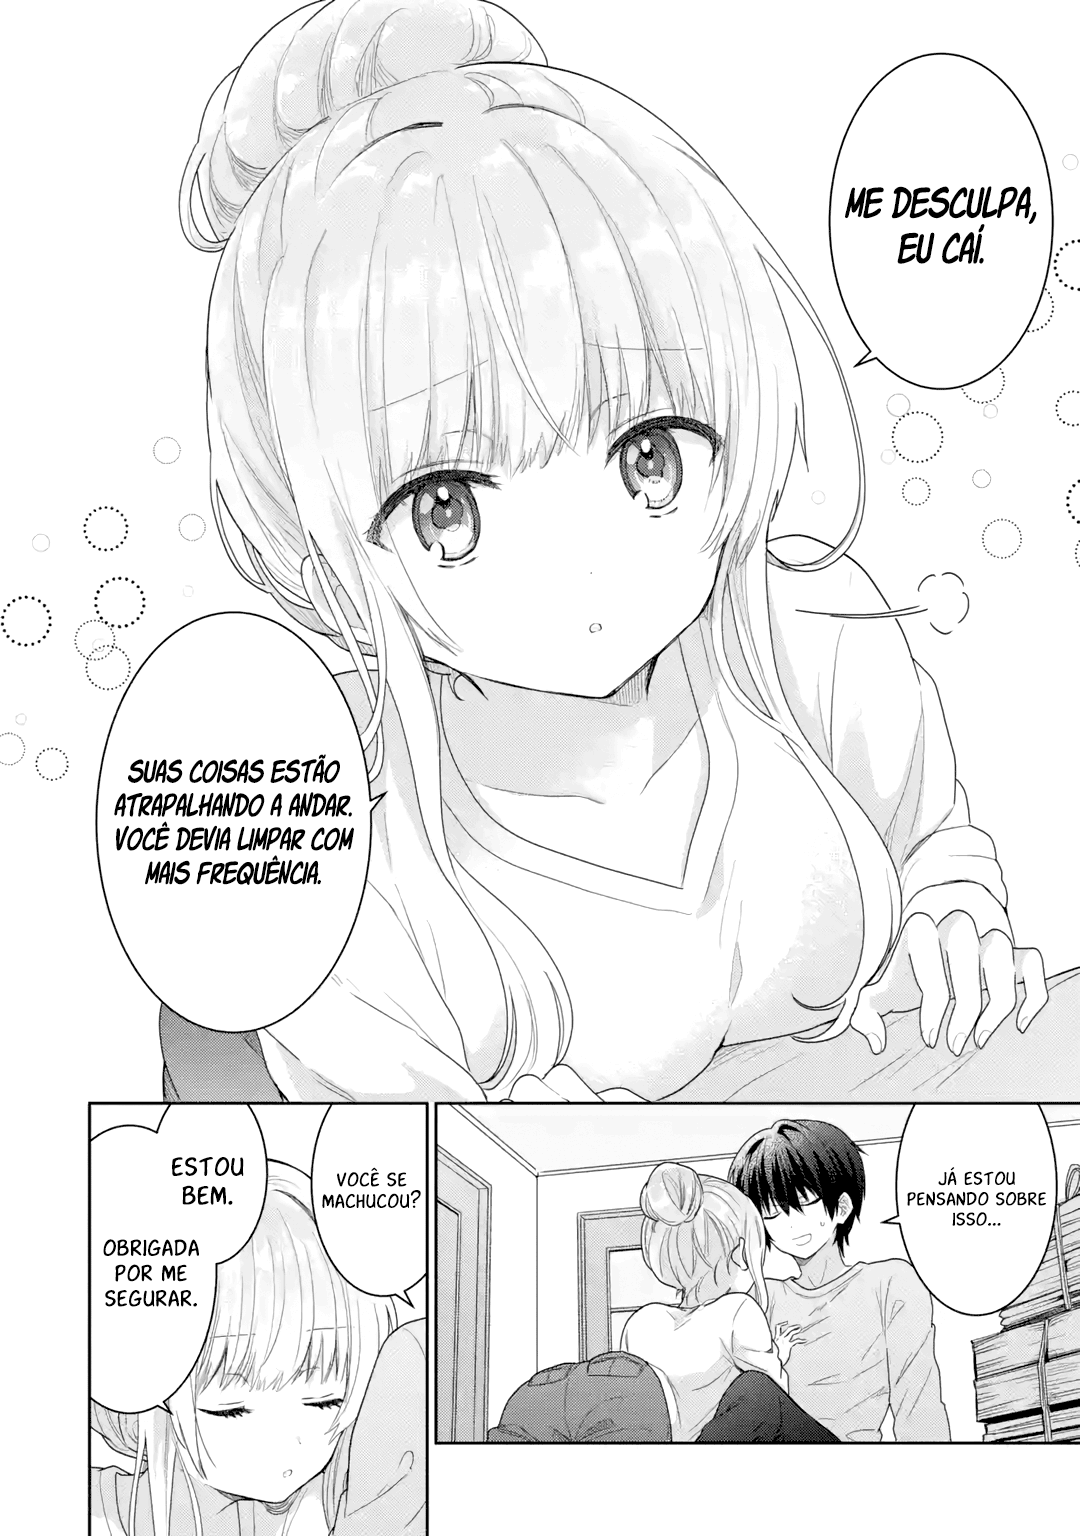 ME DESCULPA,
EU CAÍ.
SUAS COISAS ESTÃO
ATRAPALHANDO A ANDAR.
VOCÊ DEVIA LIMPAR COM
MAIS FREQUÊNCIA.
JÁ ESTOU
PENSANDO SOBRE
ISSO...
VOCÊ SE
MACHUCOU?
ESTOU
BEM.
OBRIGADA
POR ME
SEGURAR.